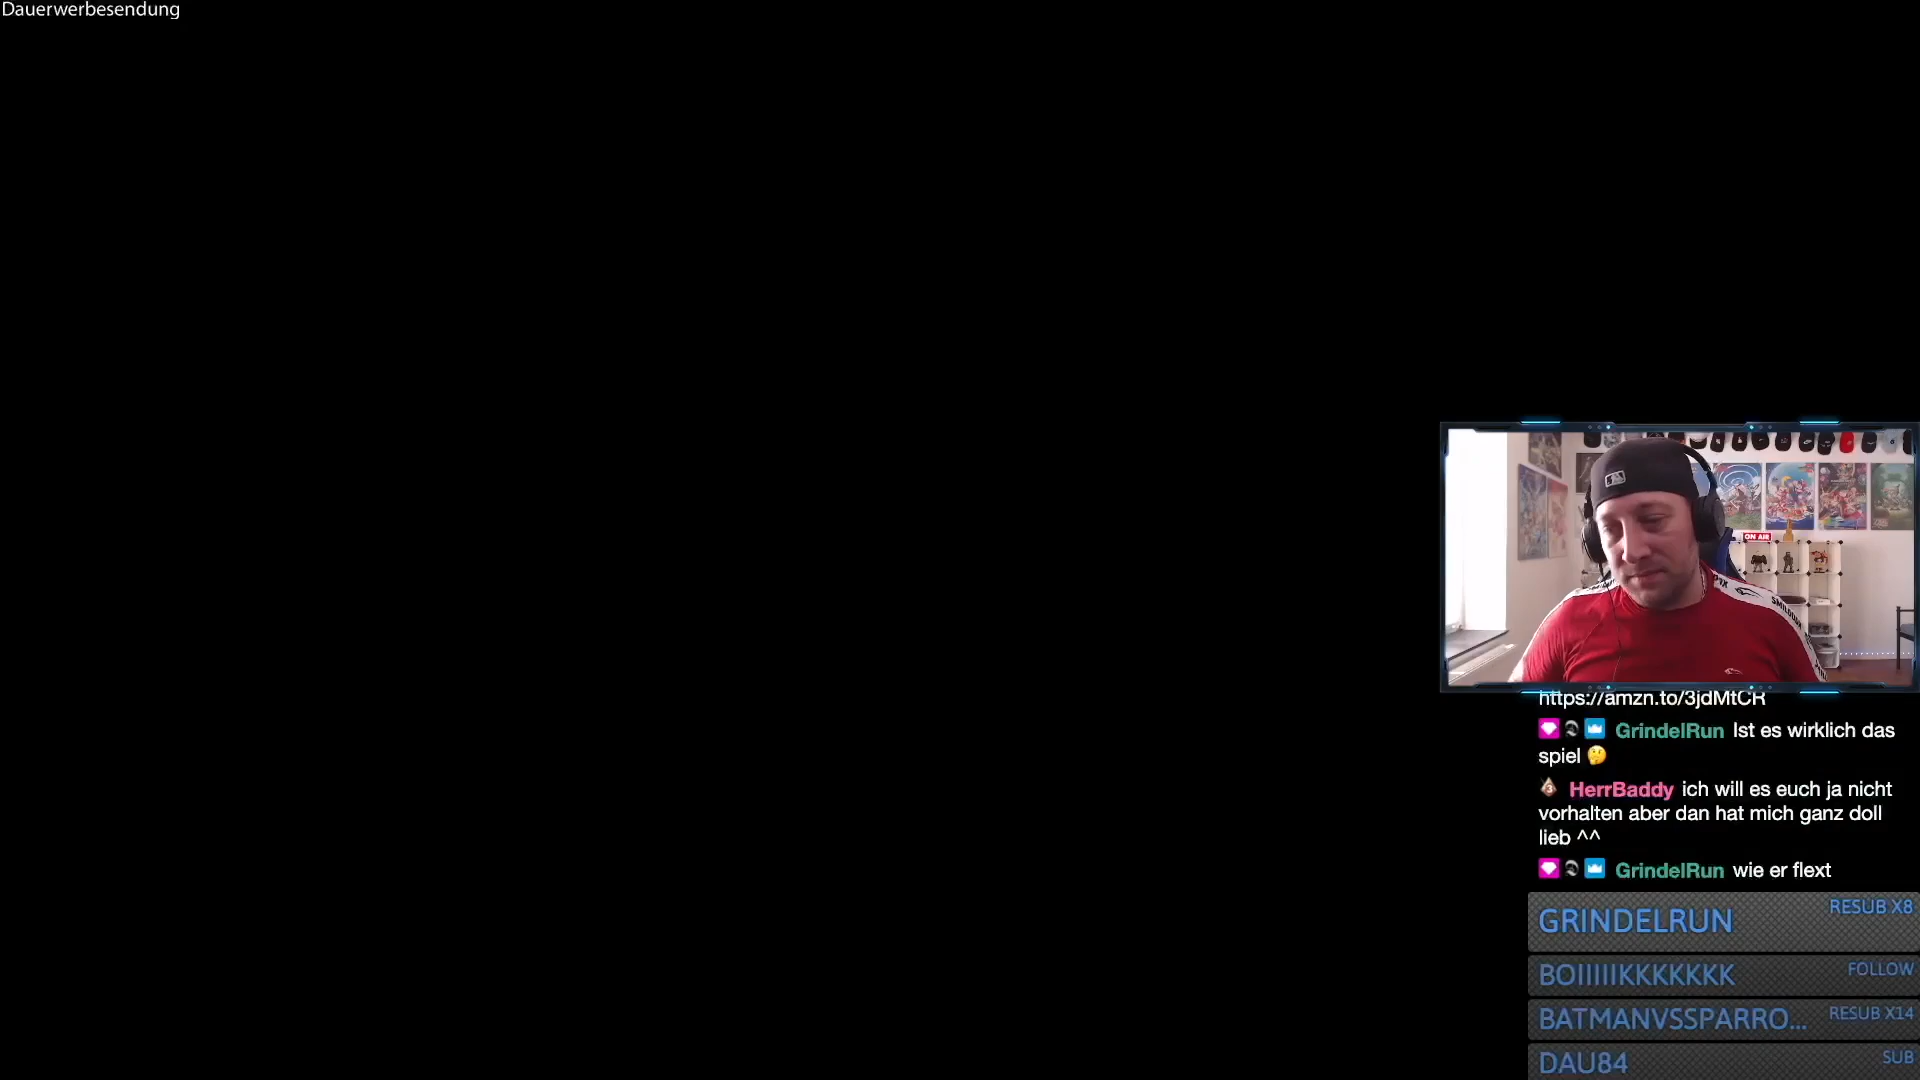 Dauerwerbesendung
ON AIR
https://amzn.to/3jdMtCR
GrindelRun Ist es wirklich das
spiel 🤔
HerrBaddy ich will es euch ja nicht
vorhalten aber dan hat mich ganz doll
lieb ^^
GrindelRun wie er flext
GRINDELRUN RESUB X8
BOIIIIIKKKKKKK FOLLOW
BATMANVSSPARRO... RESUB X14
DAU84 SUB